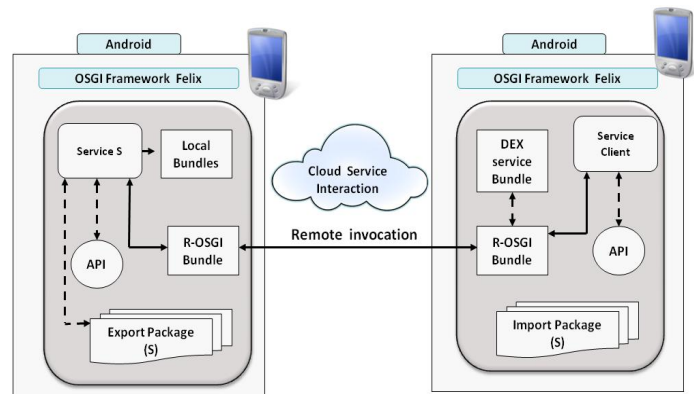 Android
OSGI Framework Felix
Service S
Local
Bundles
R-OSGI
Bundle
API
Export Package
(S)
Cloud Service
Interaction
Remote invocation
Android
OSGI Framework Felix
DEX
service
Bundle
Service
Client
R-OSGI
Bundle
API
Import Package
(S)